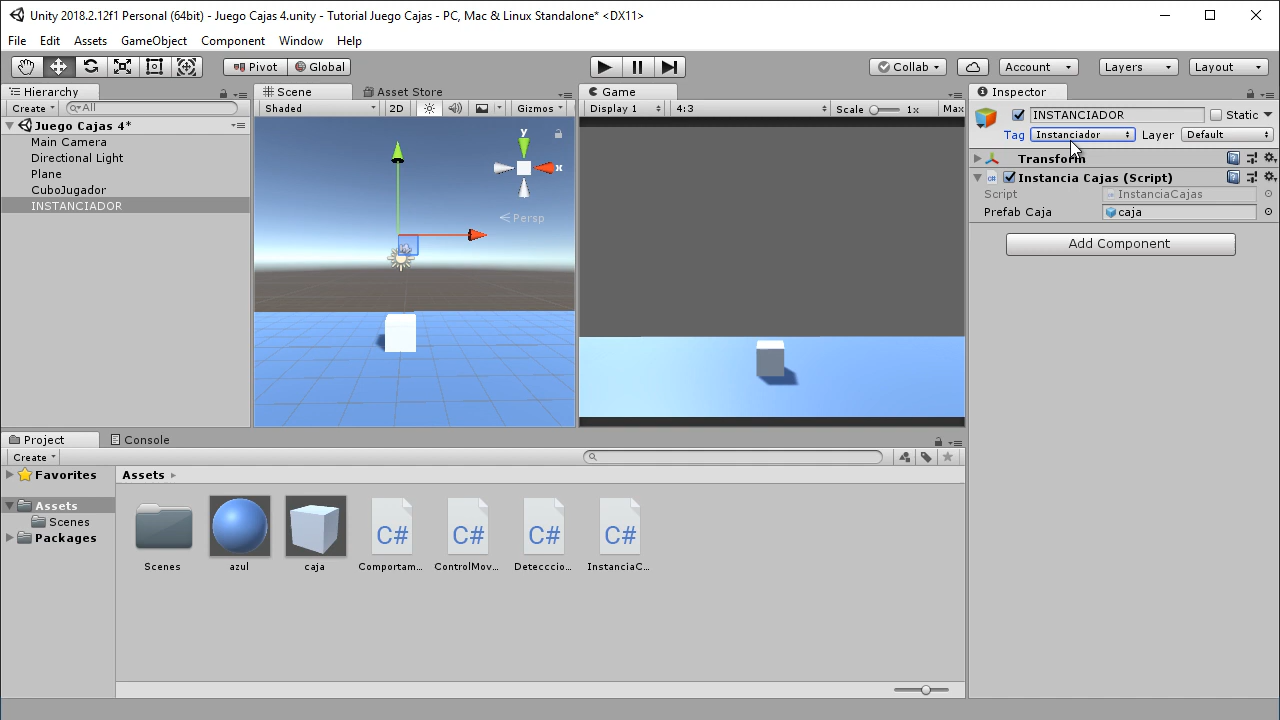 Unity 2018.2.12f1 Personal (64bit) - Juego Cajas 4.unity - Tutorial Juego Cajas - PC, Mac & Linux Standalone* <DX11>
File Edit Assets GameObject Component Window Help
Pivot Global Collab Account Layers Layout
Hierarchy
Create All
Juego Cajas 4*
Main Camera
Directional Light
Plane
CuboJugador
INSTANCIADOR
Scene Asset Store
Shaded 2D Gizmos
y
x
Persp
Game
Display 1 4:3 Scale 1x Max
Inspector
INSTANCIADOR Static
Tag Instanciador Layer Default
Transform
Instancia Cajas (Script)
Script InstanciaCajas
Prefab Caja caja
Add Component
Project Console
Create
Favorites
Assets
Scenes
Packages
Assets
Scenes azul caja Comportam... ControlMov... Deteccio... InstanciaC...
C# C# C# C#